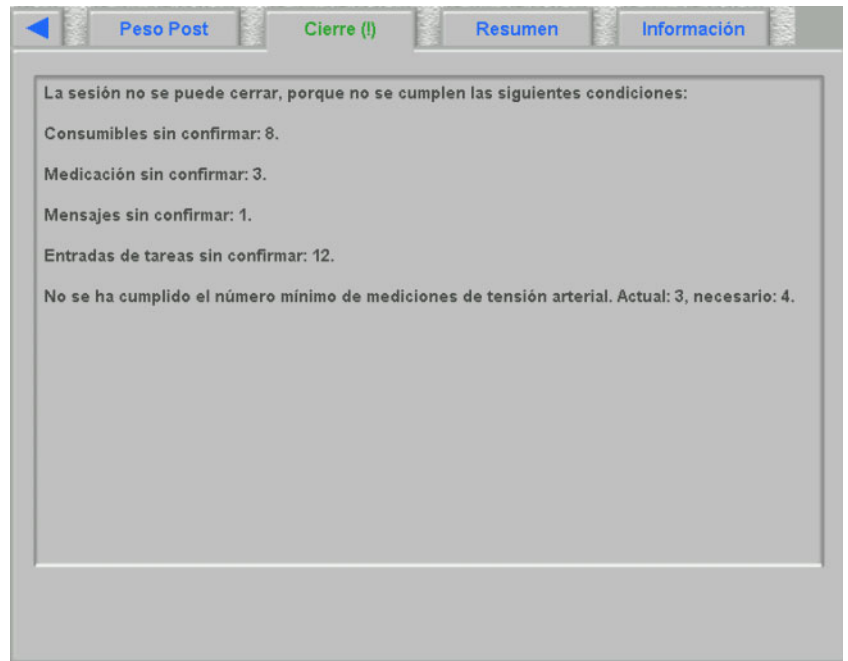 Peso Post
Cierre (!)
Resumen
Información
La sesión no se puede cerrar, porque no se cumplen las siguientes condiciones:
Consumibles sin confirmar: 8.
Medicación sin confirmar: 3.
Mensajes sin confirmar: 1.
Entradas de tareas sin confirmar: 12.
No se ha cumplido el número mínimo de mediciones de tensión arterial. Actual: 3, necesario: 4.